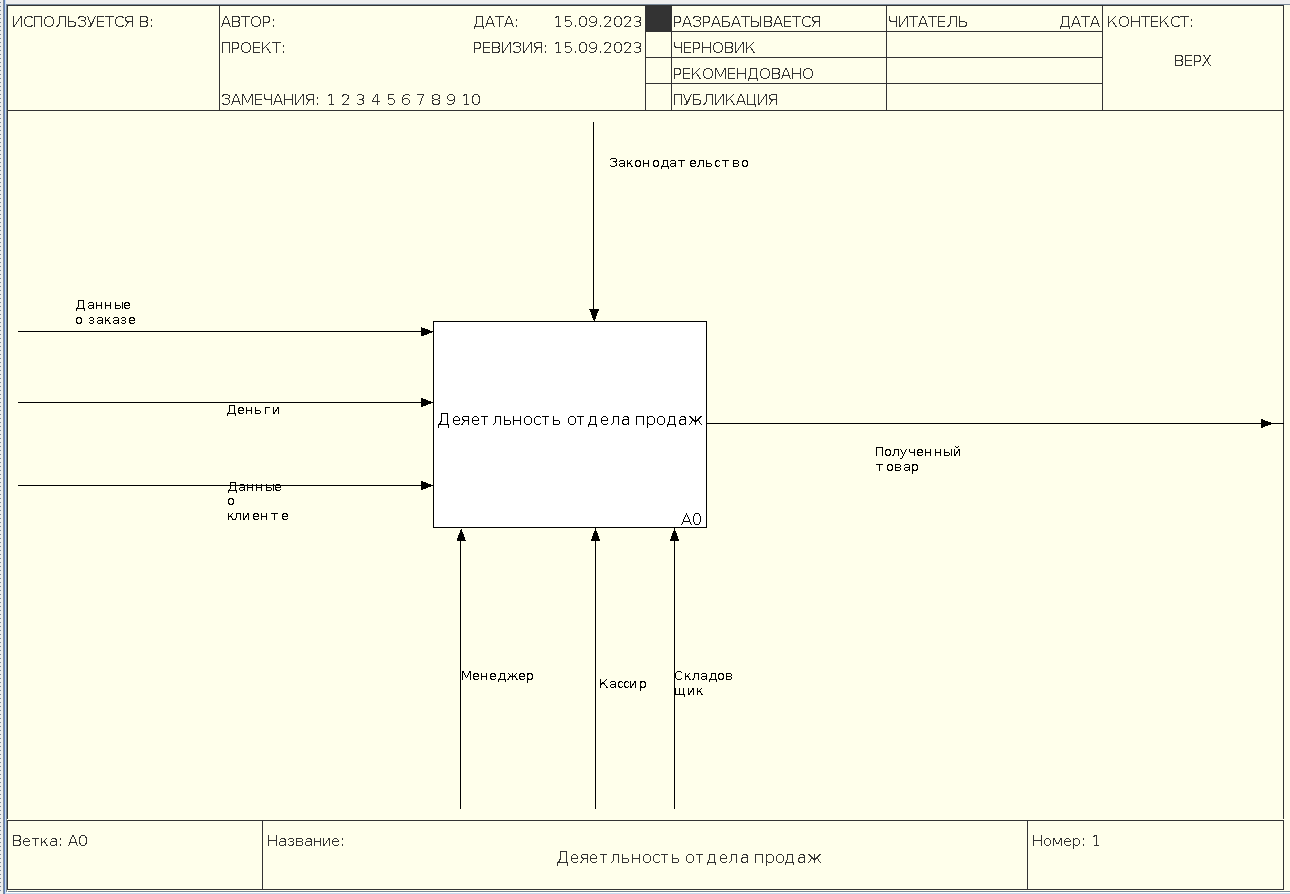 ИСПОЛЬЗУЕТСЯ В:
АВТОР:
ДАТА: 15.09.2023
РАЗРАБАТЫВАЕТСЯ
ЧИТАТЕЛЬ
ДАТА
КОНТЕКСТ:
ПРОЕКТ:
РЕВИЗИЯ: 15.09.2023
ЧЕРНОВИК
ВЕРХ
РЕКОМЕНДОВАНО
ЗАМЕЧАНИЯ: 1 2 3 4 5 6 7 8 9 10
ПУБЛИКАЦИЯ
Законодательство
Данные
о заказе
Деньги
Деяетльность отдела продаж
Полученный
товар
Данные
о
клиенте
A0
Менеджер
Кассир
Складов
щик
Ветка: A0
Название:
Деяетльность отдела продаж
Номер: 1